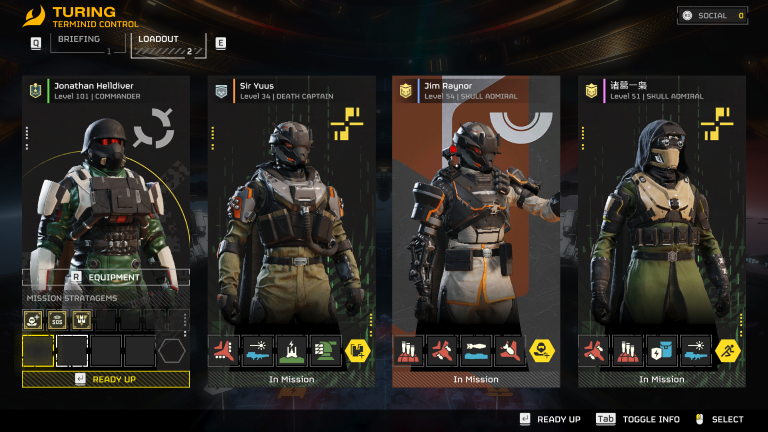 TURING
TERMINID CONTROL
SOCIAL 0
Q
BRIEFING
1
LOADOUT
2
E
Jonathan Helldiver
Level 101 | COMMANDER
Sir Yuus
Level 34 | DEATH CAPTAIN
Jim Raynor
Level 54 | SKULL ADMIRAL
诸葛一枭
Level 51 | SKULL ADMIRAL
R EQUIPMENT
MISSION STRATAGEMS
SOS
READY UP
In Mission
In Mission
In Mission
READY UP
Tab TOGGLE INFO
SELECT